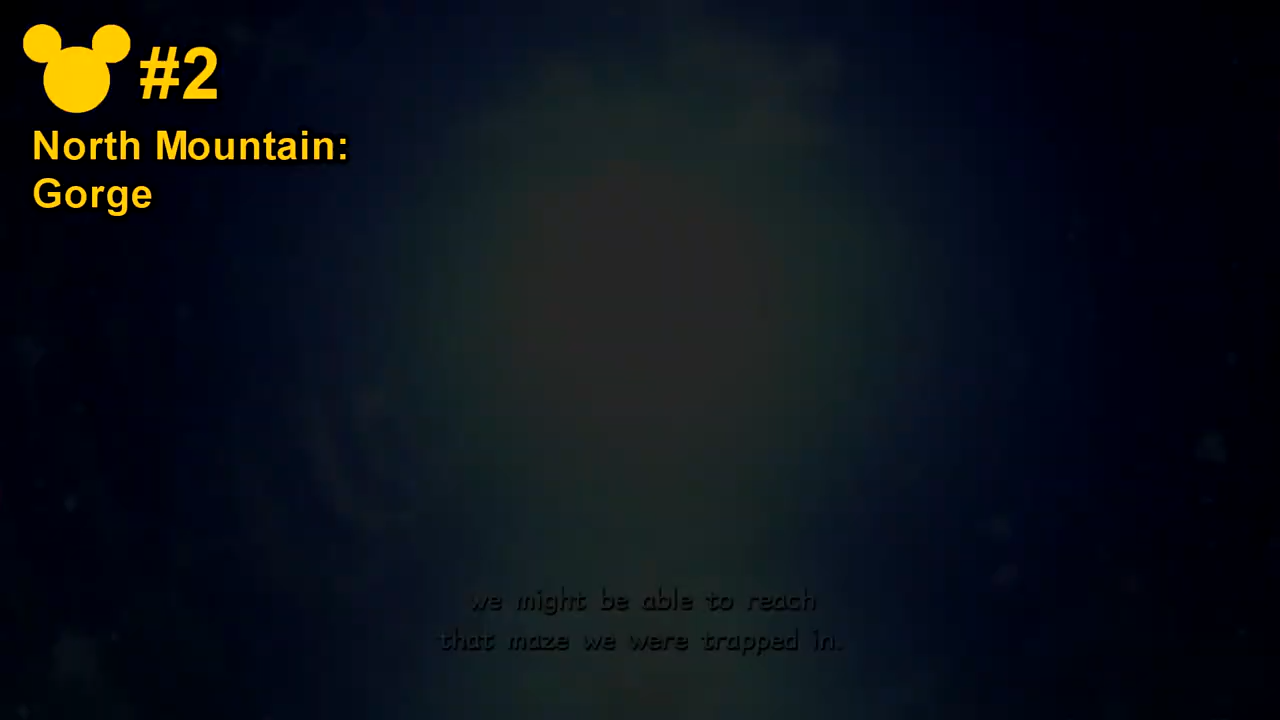 #2
North Mountain:
Gorge
we might be able to reach
that maze we were trapped in.